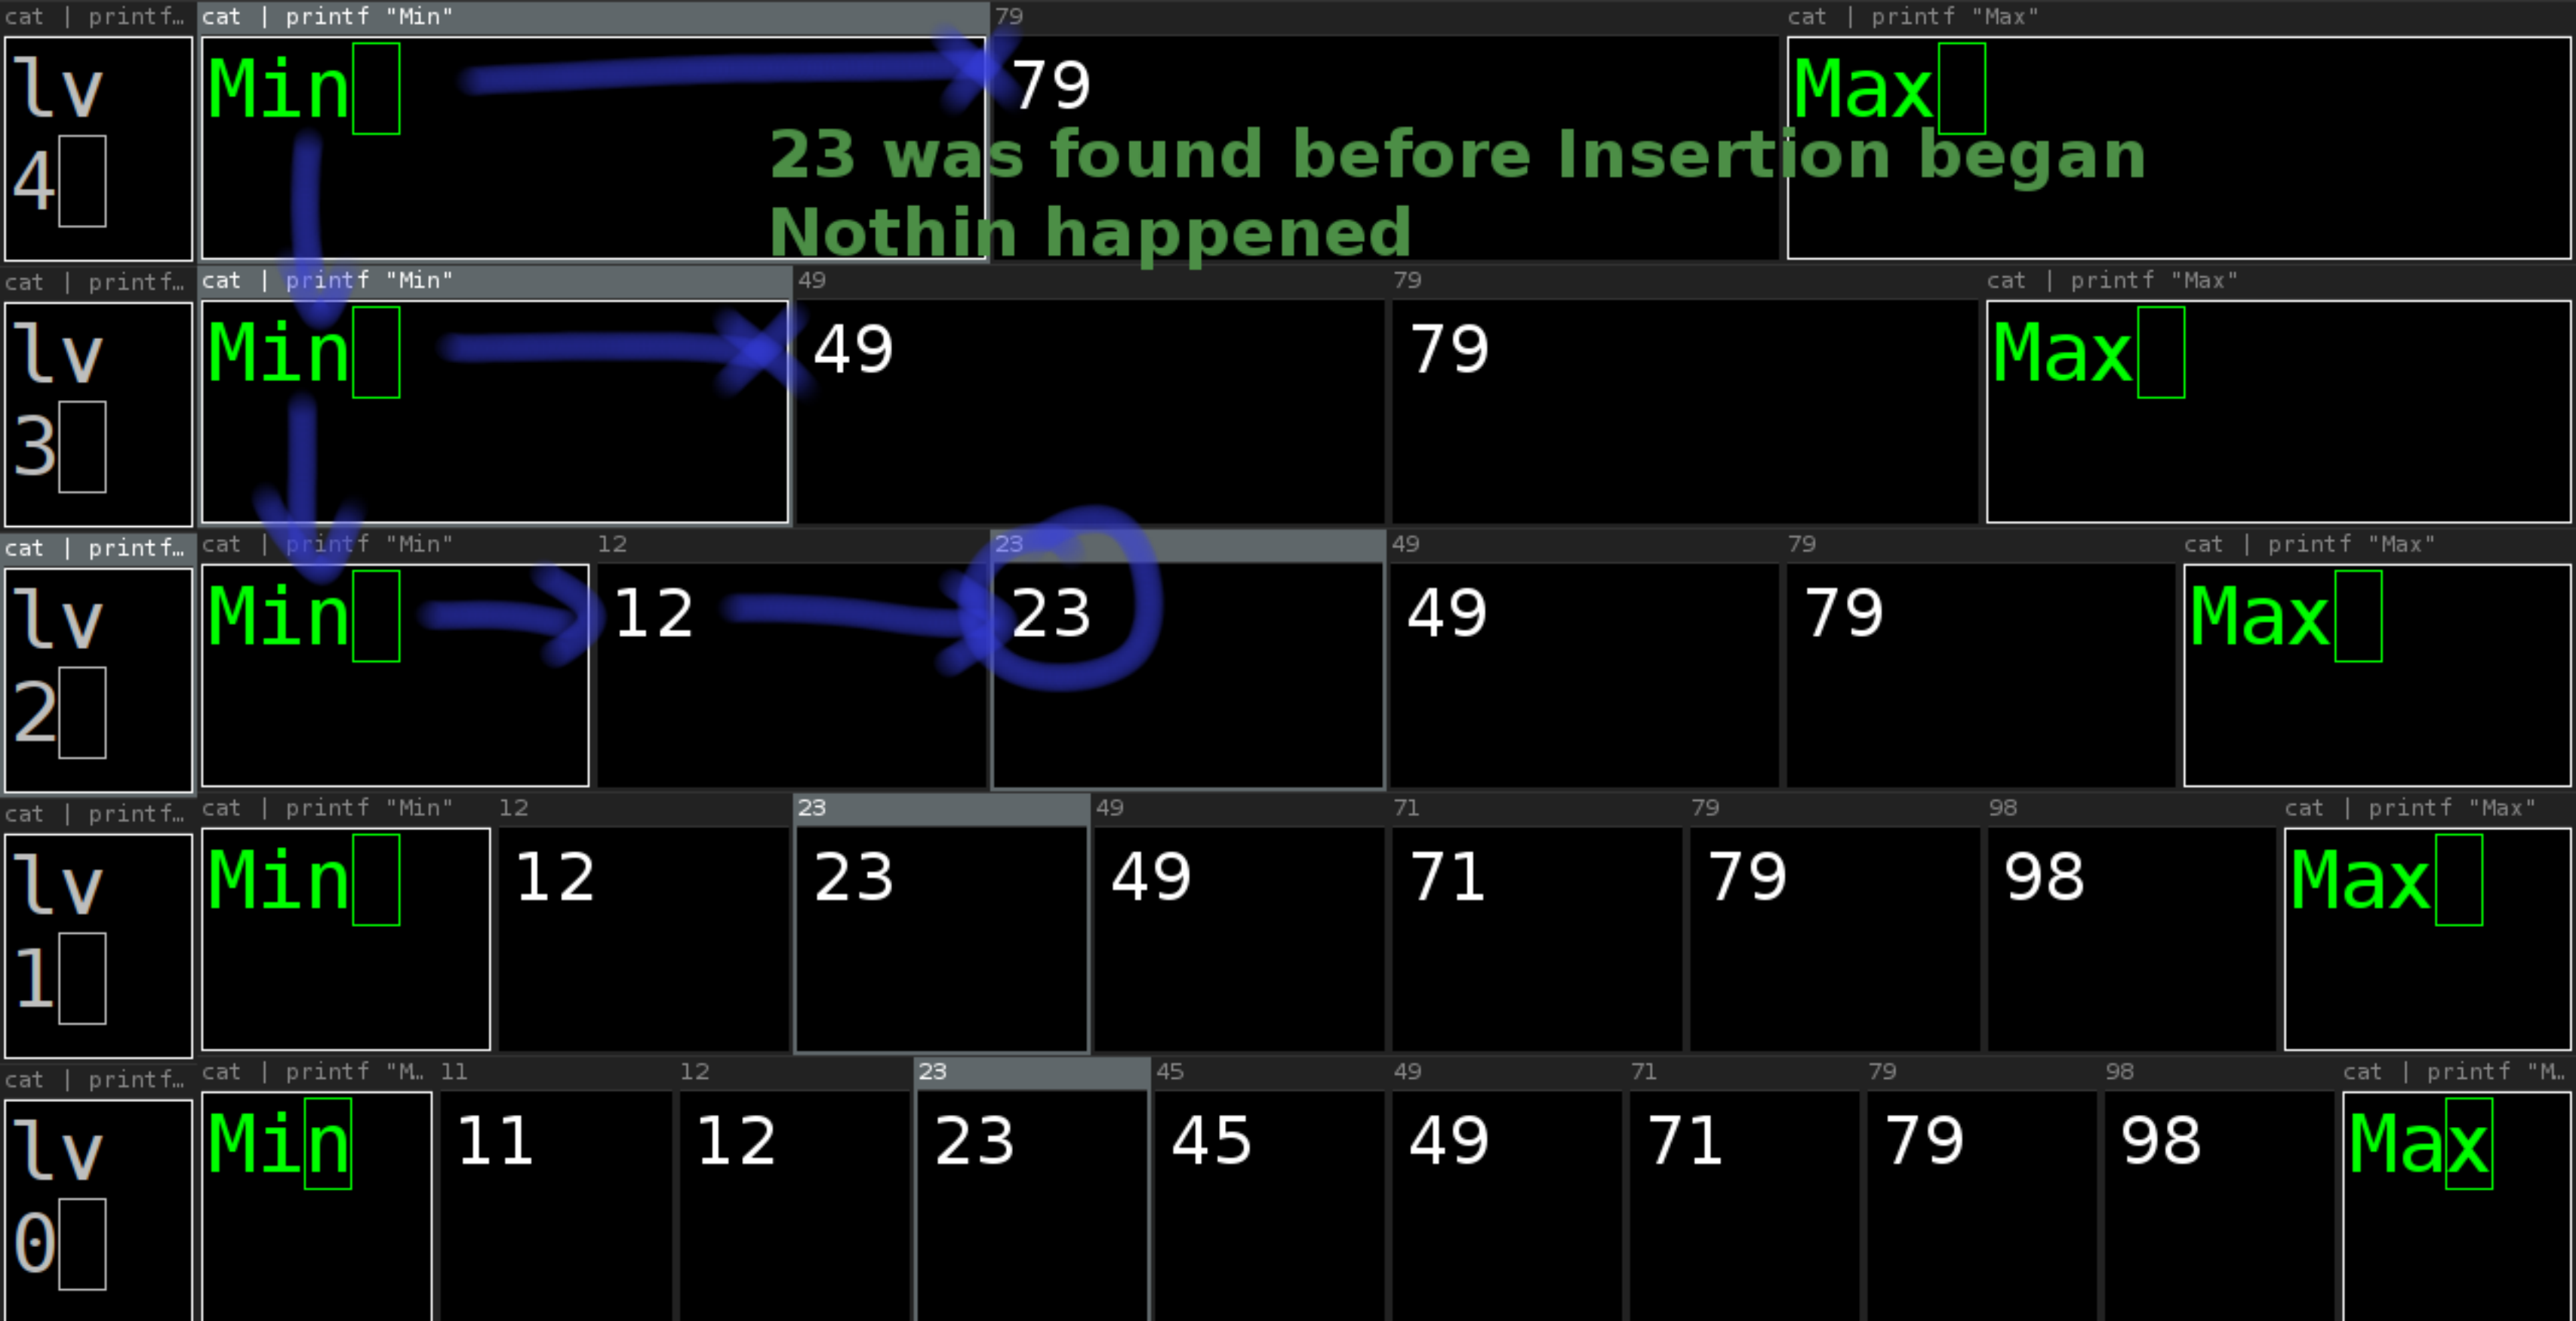 cat | printf… cat | printf "Min" 79 cat | printf "Max"
lv Min 79 Max
4
23 was found before Insertion began
Nothin happened
cat | printf… cat | printf "Min" 49 79 cat | printf "Max"
lv Min 49 79 Max
3
cat | printf… cat | printf "Min" 12 23 49 79 cat | printf "Max"
lv Min 12 23 49 79 Max
2
cat | printf… cat | printf "Min" 12 23 49 71 79 98 cat | printf "Max"
lv Min 12 23 49 71 79 98 Max
1
cat | printf… cat | printf "M… 11 12 23 45 49 71 79 98 cat | printf "M…
lv Min 11 12 23 45 49 71 79 98 Max
0